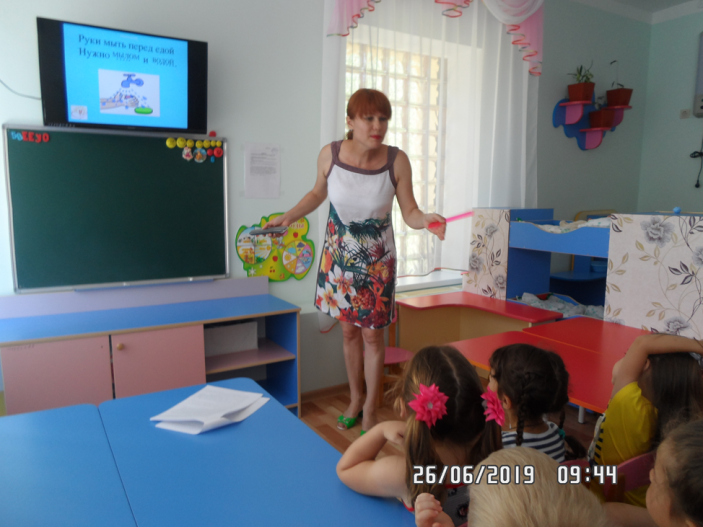 Руки мыть перед едой
Нужно мылом и водой.
26/06/2019 09:44